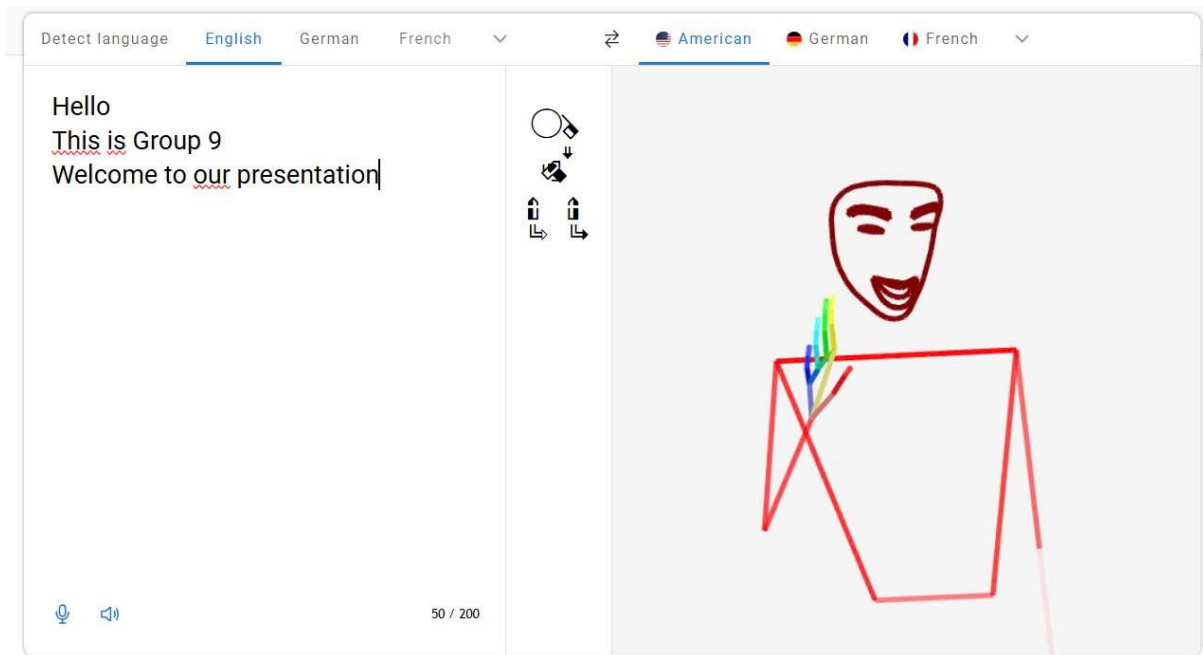 Detect language English German French
American German French
Hello
This is Group 9
Welcome to our presentation
50 / 200